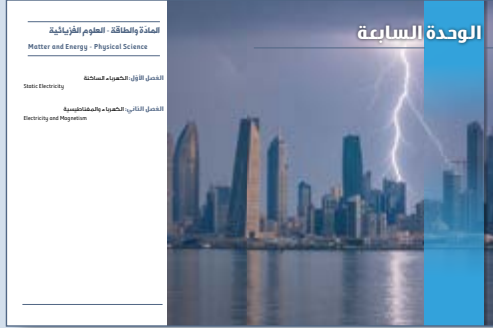 الوحدة السابعة
المادة والطاقة - العلوم الفيزيائية
Matter and Energy - Physical Science
الفصل الأول: الكهرباء الساكنة
Static Electricity
الفصل الثاني: الكهرباء والمغناطيسية
Electricity and Magnetism